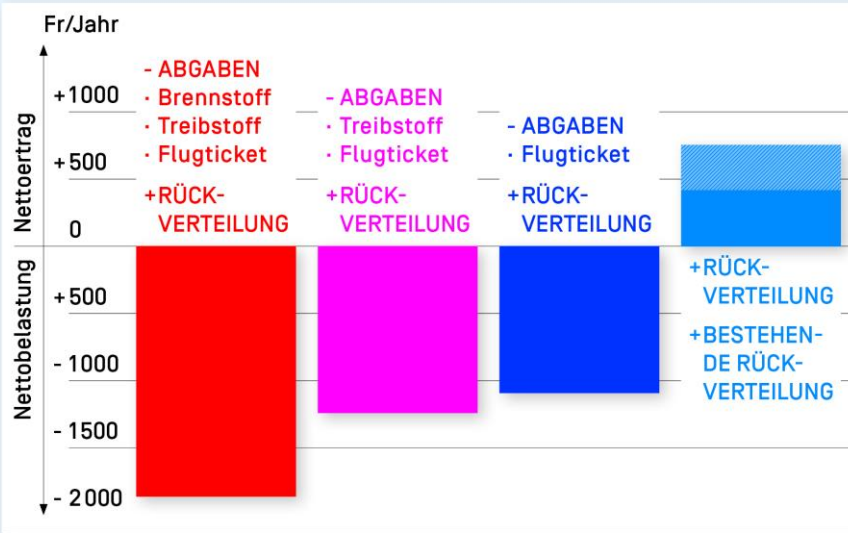 Fr/Jahr
Nettoertrag
Nettobelastung
+1000
+500
0
+500
- 1000
- 1500
- 2000
- ABGABEN
· Brennstoff
· Treibstoff
· Flugticket
+RÜCK-
VERTEILUNG
- ABGABEN
· Treibstoff
· Flugticket
+RÜCK-
VERTEILUNG
- ABGABEN
· Flugticket
+RÜCK-
VERTEILUNG
+RÜCK-
VERTEILUNG
+BESTEHEN-
DE RÜCK-
VERTEILUNG